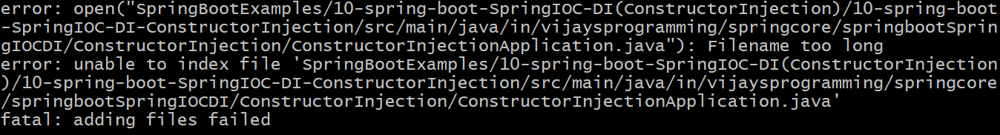 error: open("SpringBootExamples/10-spring-boot-SpringIOC-DI(ConstructorInjection)/10-spring-boot
-SpringIOC-DI-ConstructorInjection/src/main/java/in/vijaysprogramming/springcore/springbootSprin
gIOCDI/ConstructorInjection/ConstructorInjectionApplication.java"): Filename too long
error: unable to index file 'SpringBootExamples/10-spring-boot-SpringIOC-DI(ConstructorInjection
)/10-spring-boot-SpringIOC-DI-ConstructorInjection/src/main/java/in/vijaysprogramming/springcore
/springbootSpringIOCDI/ConstructorInjection/ConstructorInjectionApplication.java'
fatal: adding files failed